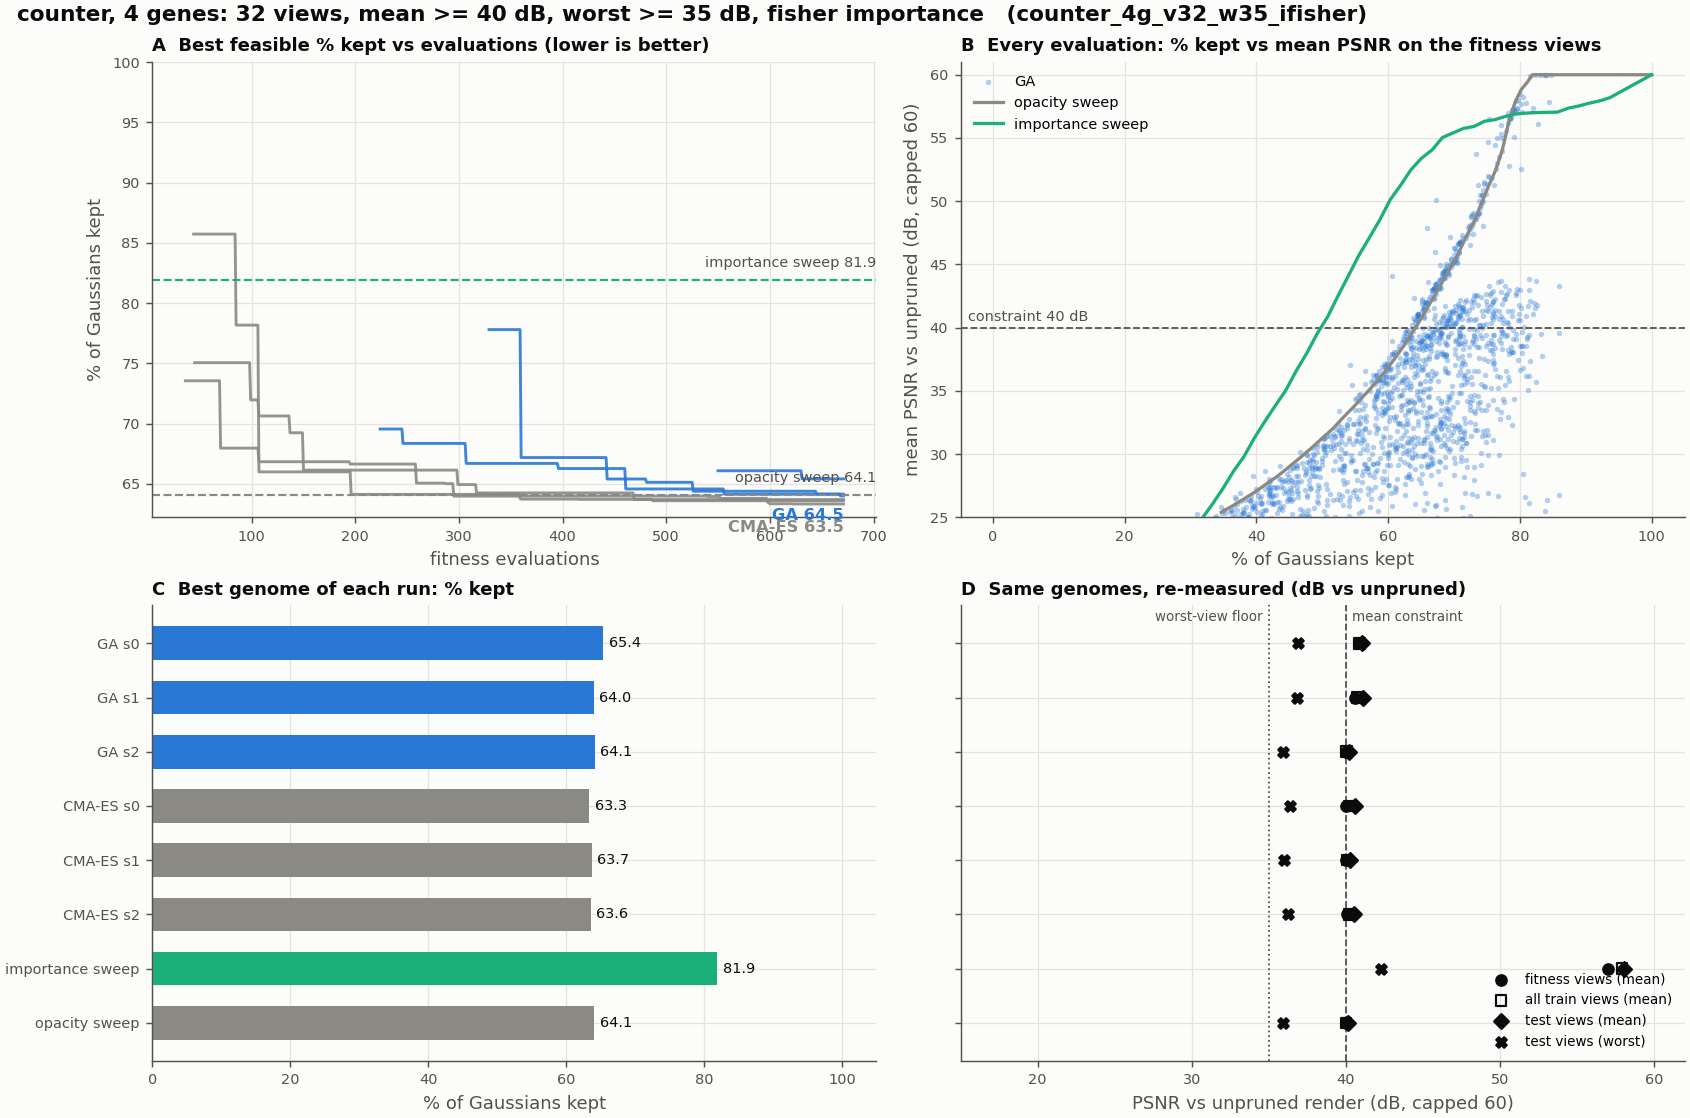 counter, 4 genes: 32 views, mean >= 40 dB, worst >= 35 dB, fisher importance (counter_4g_v32_w35_ifisher)
A Best feasible % kept vs evaluations (lower is better)
100
95
90
85
80
75
70
65
% of Gaussians kept
importance sweep 81.9
opacity sweep 64.1
GA 64.5
CMA-ES 63.5
100
200
300
400
500
600
700
fitness evaluations
B Every evaluation: % kept vs mean PSNR on the fitness views
60
55
50
45
40
35
30
25
mean PSNR vs unpruned (dB, capped 60)
GA
opacity sweep
importance sweep
constraint 40 dB
0
20
40
60
80
100
% of Gaussians kept
C Best genome of each run: % kept
GA s0
65.4
GA s1
64.0
GA s2
64.1
CMA-ES s0
63.3
CMA-ES s1
63.7
CMA-ES s2
63.6
importance sweep
81.9
opacity sweep
64.1
0
20
40
60
80
100
% of Gaussians kept
D Same genomes, re-measured (dB vs unpruned)
worst-view floor
mean constraint
fitness views (mean)
all train views (mean)
test views (mean)
test views (worst)
20
30
40
50
60
PSNR vs unpruned render (dB, capped 60)